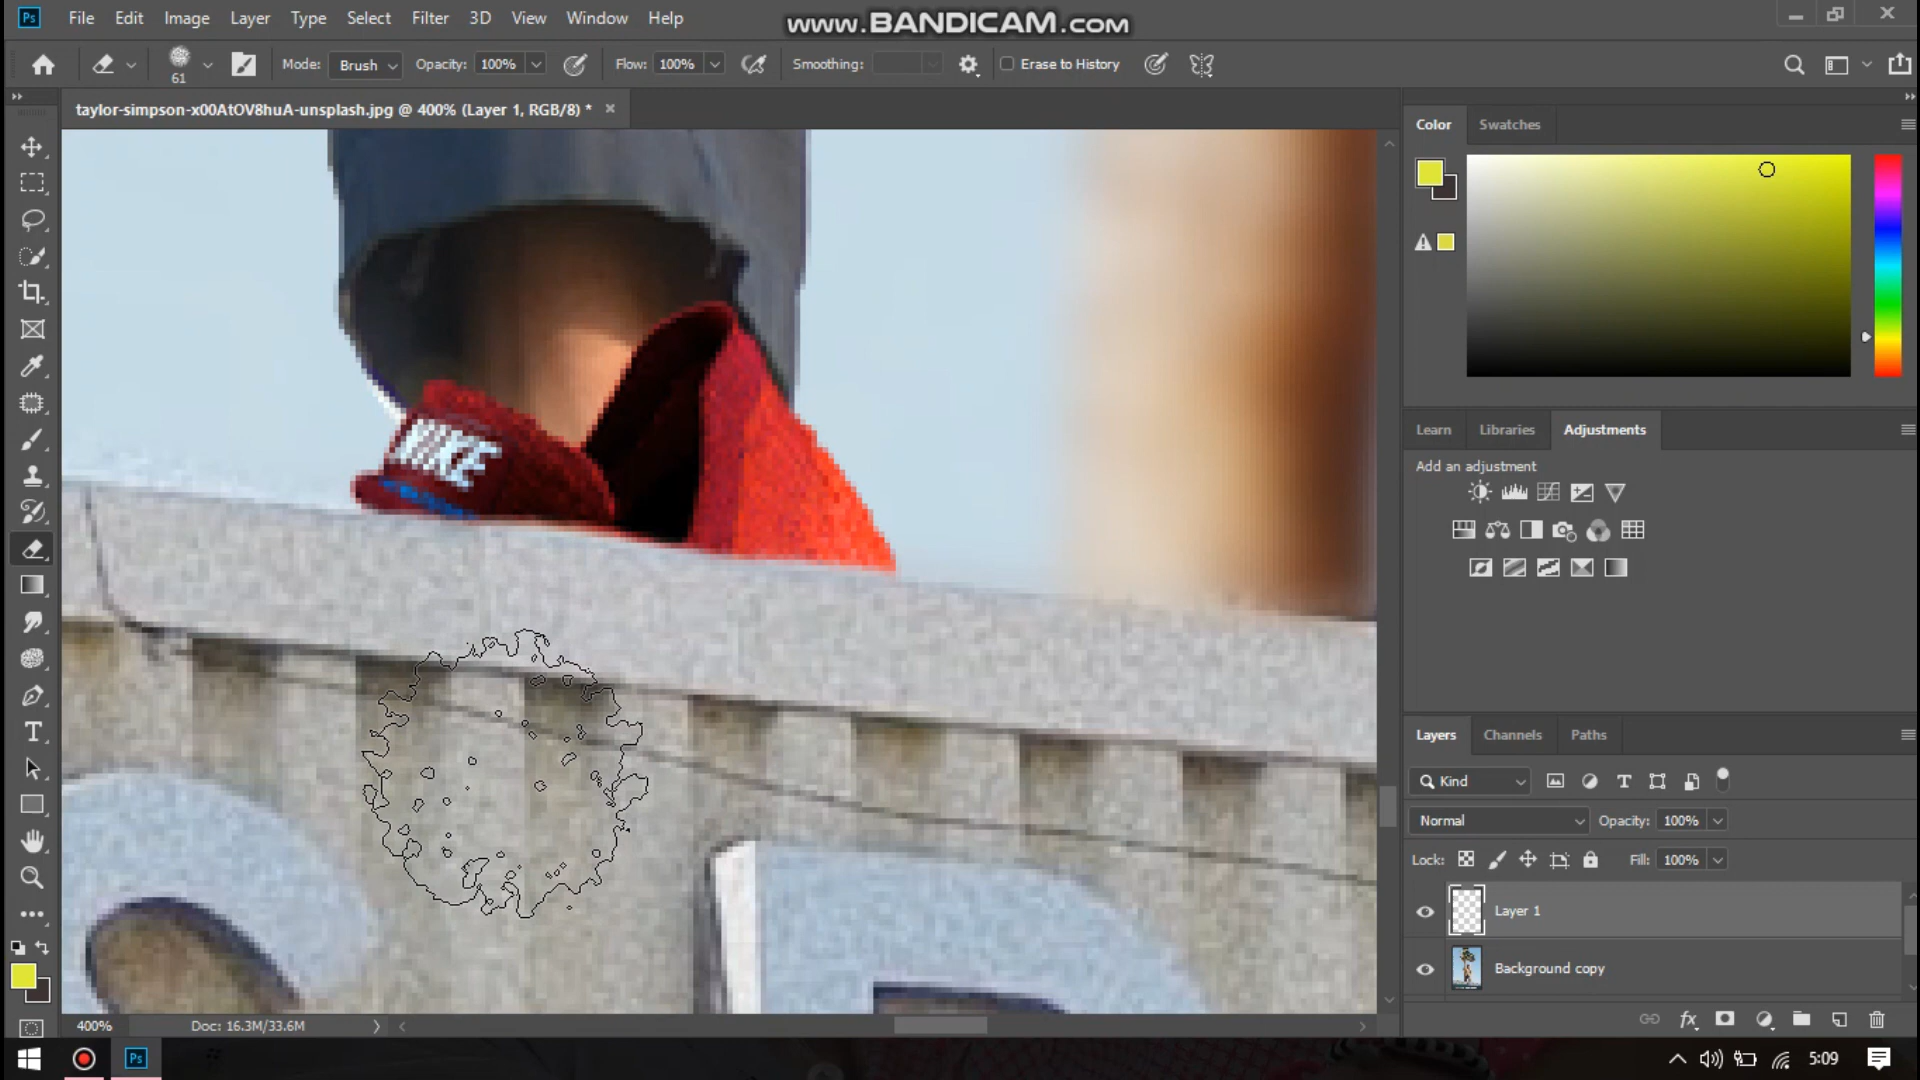 File Edit Image Layer Type Select Filter 3D View Window Help
www.BANDICAM.com
61 Mode: Brush Opacity: 100% Flow: 100% Smoothing: Erase to History
taylor-simpson-x00AtOV8huA-unsplash.jpg @ 400% (Layer 1, RGB/8) *
Color Swatches
NIKE
Learn Libraries Adjustments
Add an adjustment
Layers Channels Paths
Kind
Normal Opacity: 100%
Lock: Fill: 100%
Layer 1
Background copy
400% Doc: 16.3M/33.6M
Ps Ps 5:09